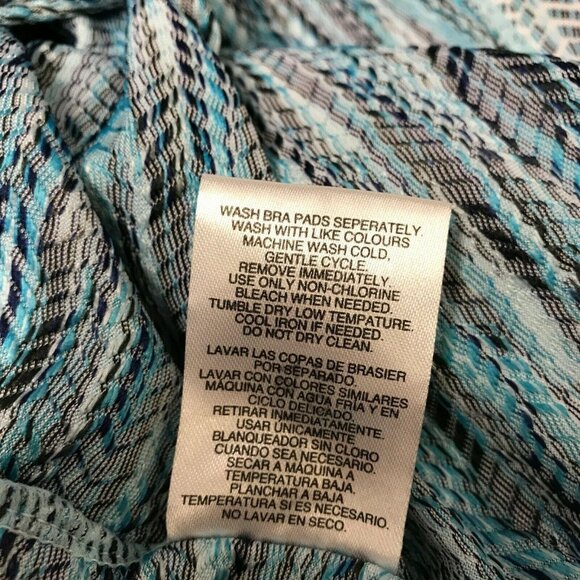 WASH BRA PADS SEPERATELY.
WASH WITH LIKE COLOURS
MACHINE WASH COLD.
GENTLE CYCLE.
REMOVE IMMEDIATELY.
USE ONLY NON-CHLORINE
BLEACH WHEN NEEDED.
TUMBLE DRY LOW TEMPATURE.
COOL IRON IF NEEDED.
DO NOT DRY CLEAN.
LAVAR LAS COPAS DE BRASIER
POR SEPARADO.
LAVAR CON COLORES SIMILARES
MÁQUINA CON AGUA FRIA Y EN
CICLO DELICADO.
RETIRAR INMEDIATAMENTE.
USAR ÚNICAMENTE
BLANQUEADOR SIN CLORO
CUANDO SEA NECESARIO.
SECAR A MÁQUINA A
TEMPERATURA BAJA.
PLANCHAR A BAJA
TEMPERATURA SI ES NECESARIO.
NO LAVAR EN SECO.